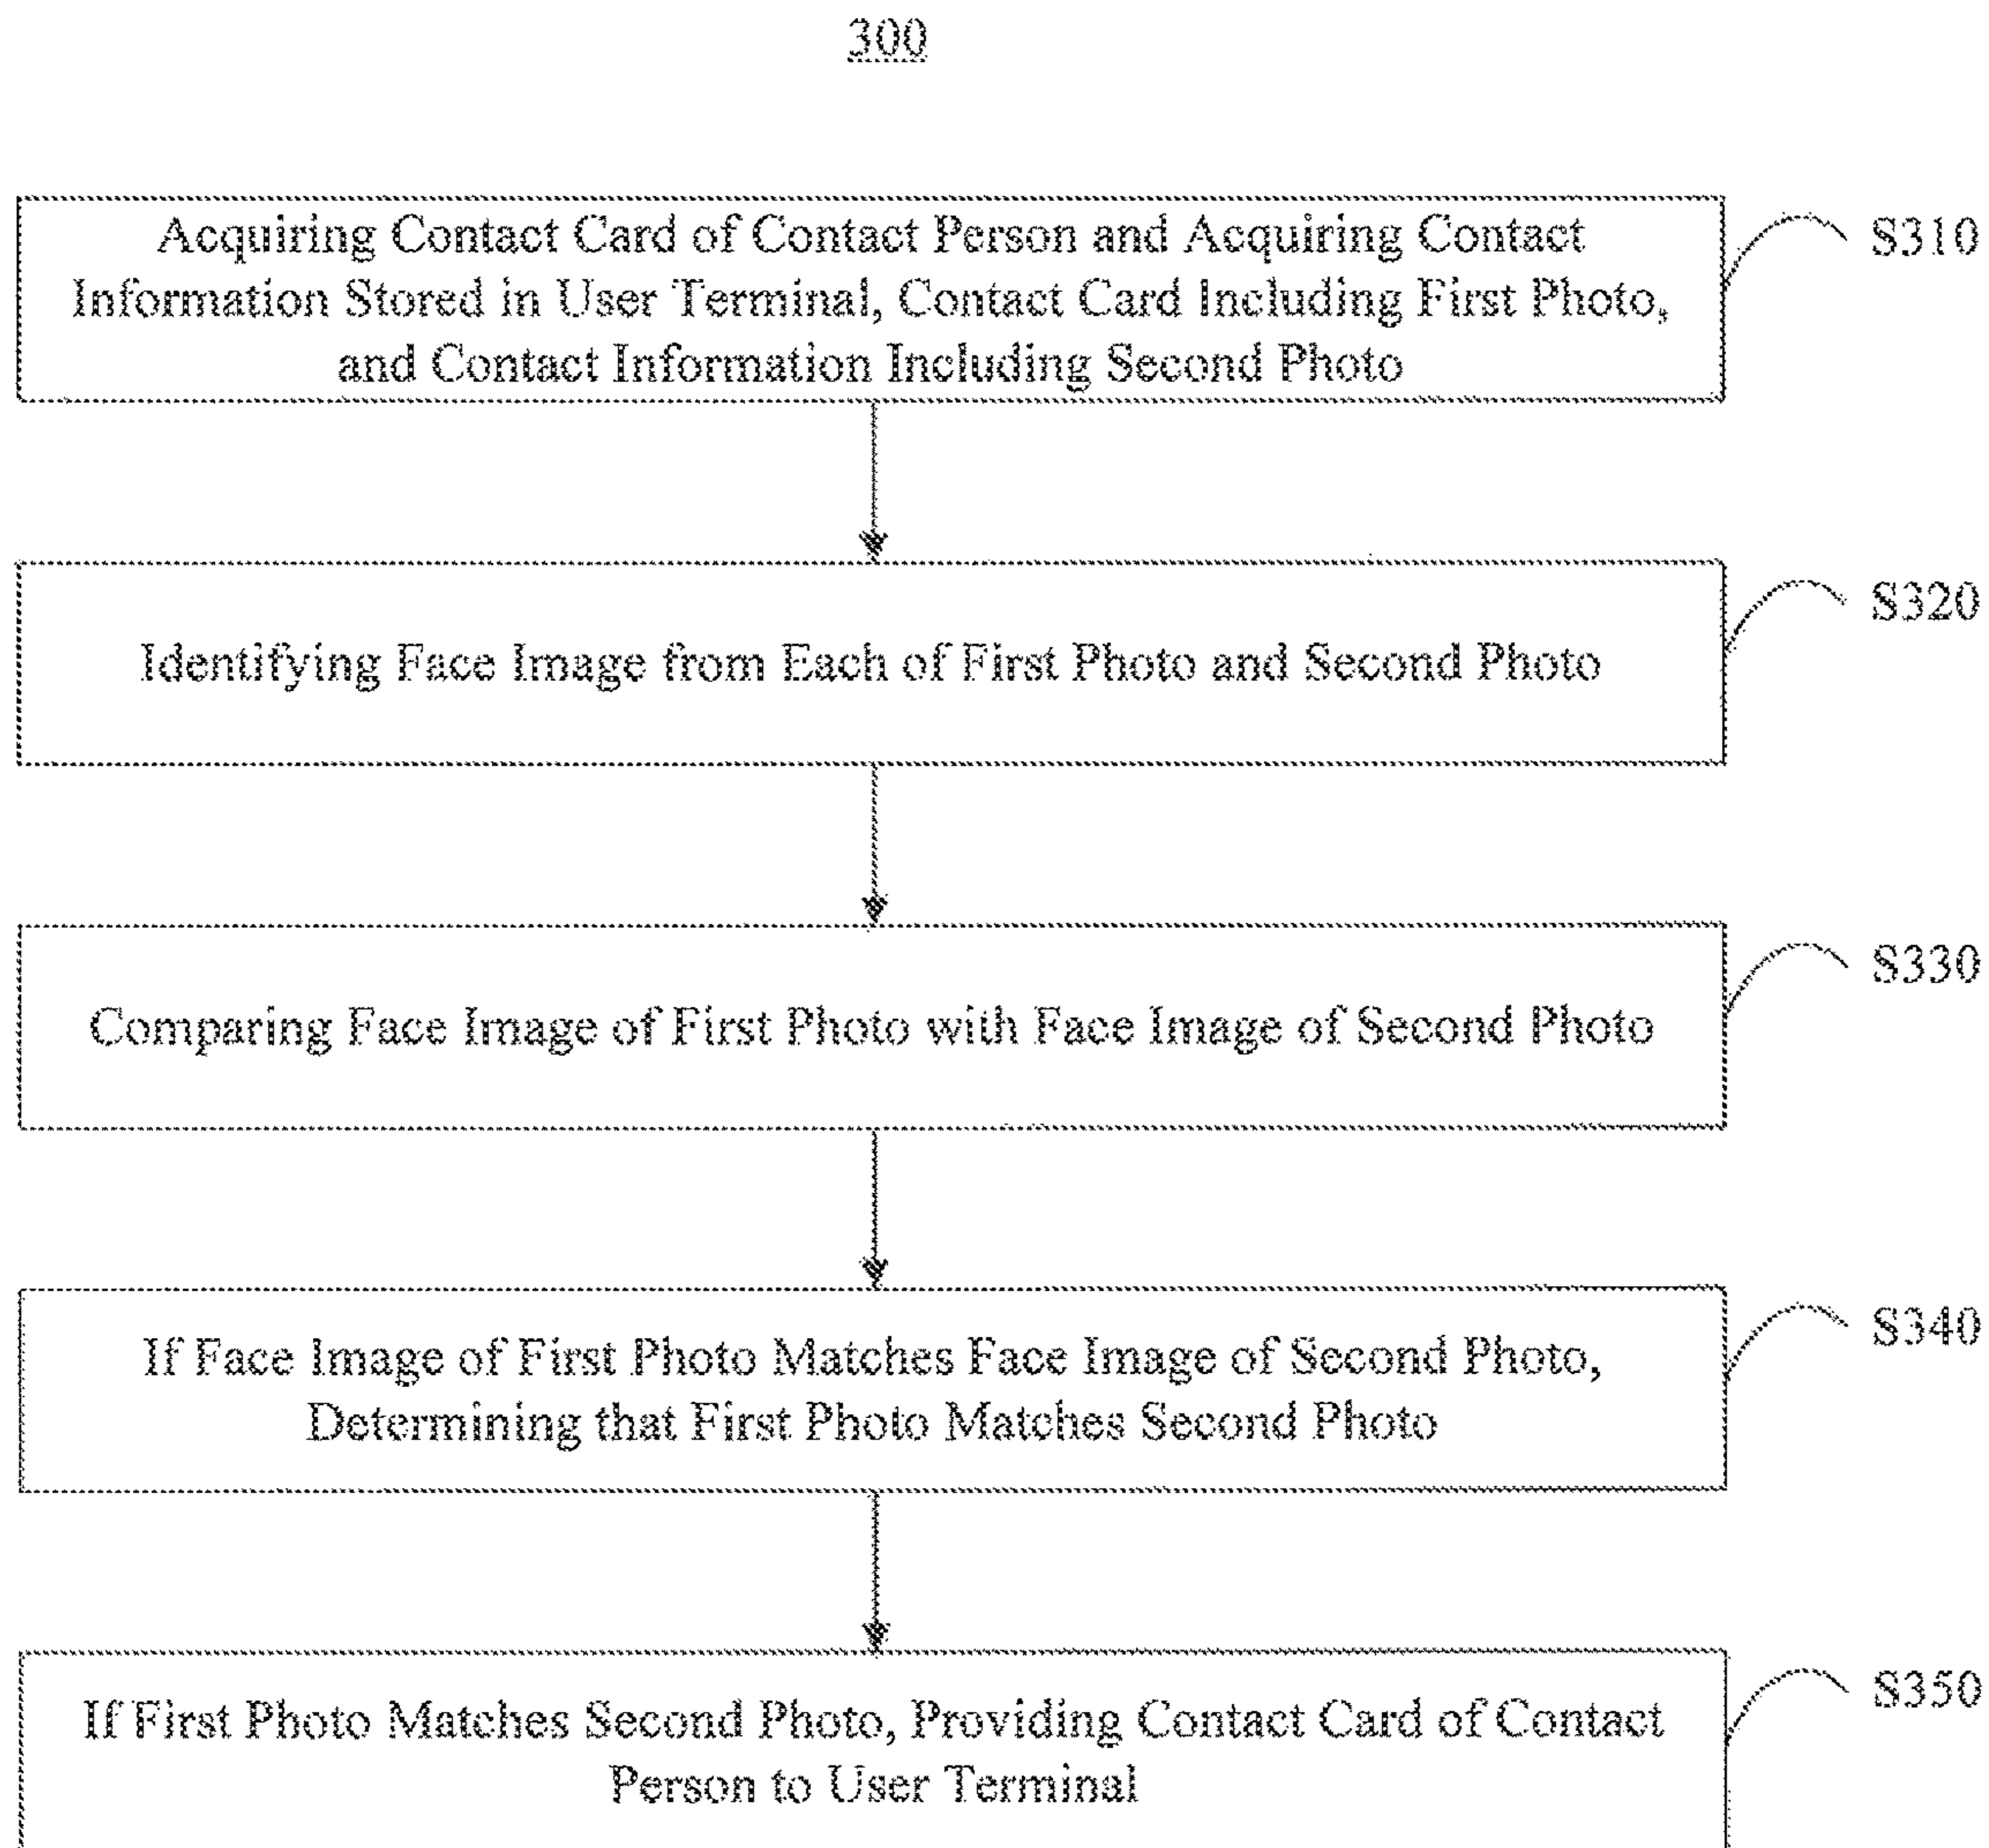 300
Acquiring Contact Card of Contact Person and Acquiring Contact
Information Stored in User Terminal, Contact Card Including First Photo,
and Contact Information Including Second Photo
S310
Identifying Face Image from Each of First Photo and Second Photo
S320
Comparing Face Image of First Photo with Face Image of Second Photo
S330
If Face Image of First Photo Matches Face Image of Second Photo,
Determining that First Photo Matches Second Photo
S340
If First Photo Matches Second Photo, Providing Contact Card of Contact
Person to User Terminal
S350